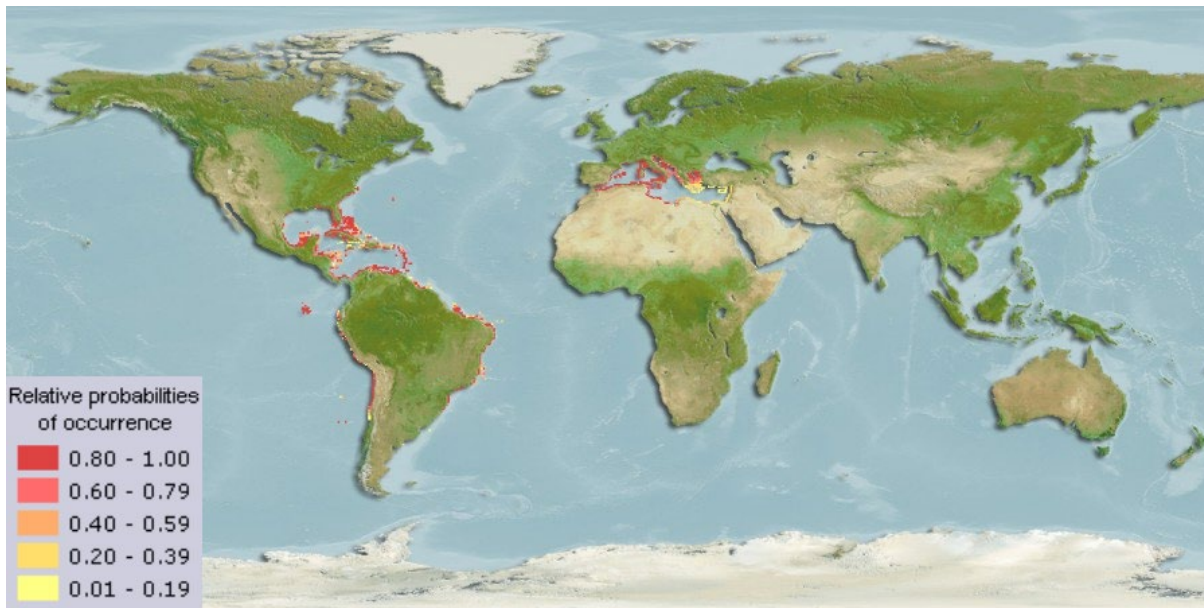 Relative probabilities
of occurrence
0.80 - 1.00
0.60 - 0.79
0.40 - 0.59
0.20 - 0.39
0.01 - 0.19